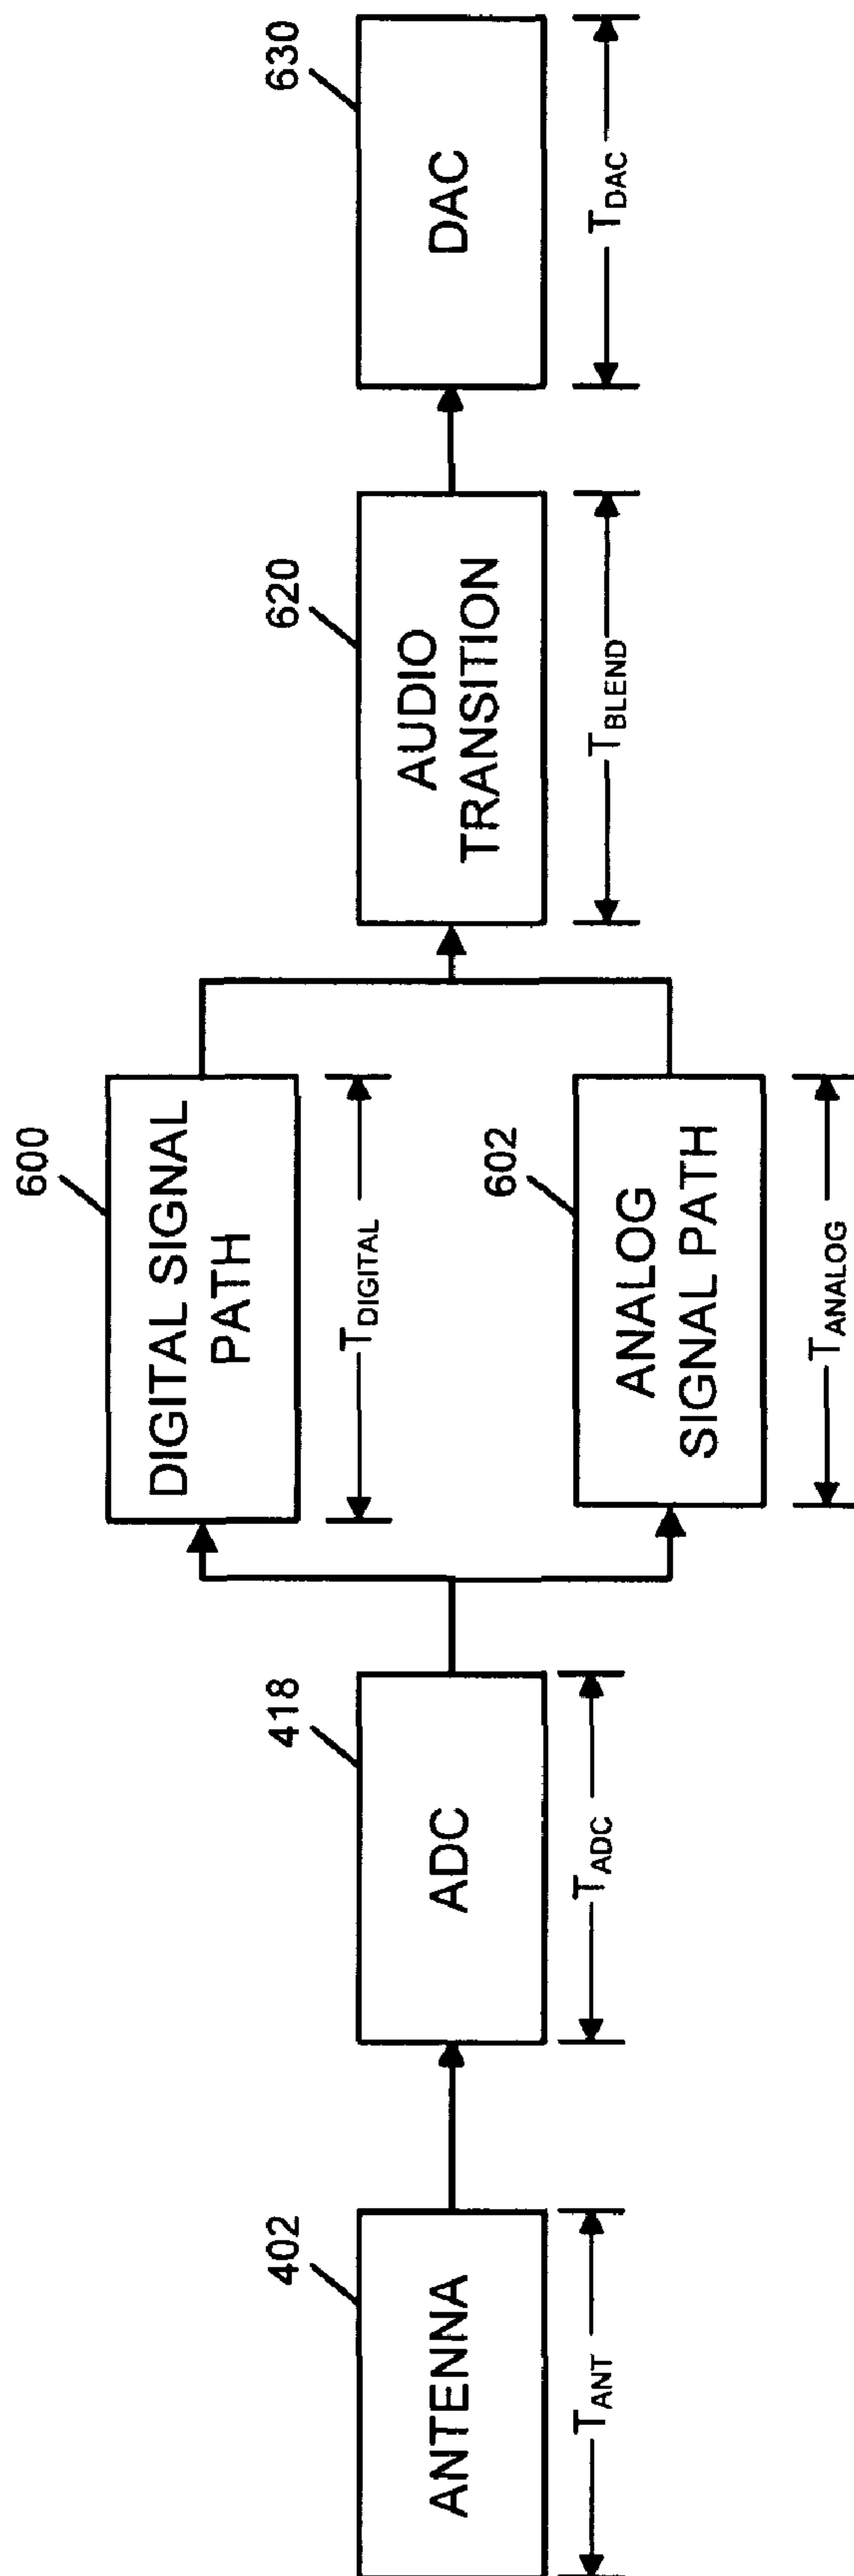 402
ANTENNA
T_ANT
418
ADC
T_ADC
600
DIGITAL SIGNAL
PATH
T_DIGITAL
602
ANALOG
SIGNAL PATH
T_ANALOG
620
AUDIO
TRANSITION
T_BLEND
630
DAC
T_DAC